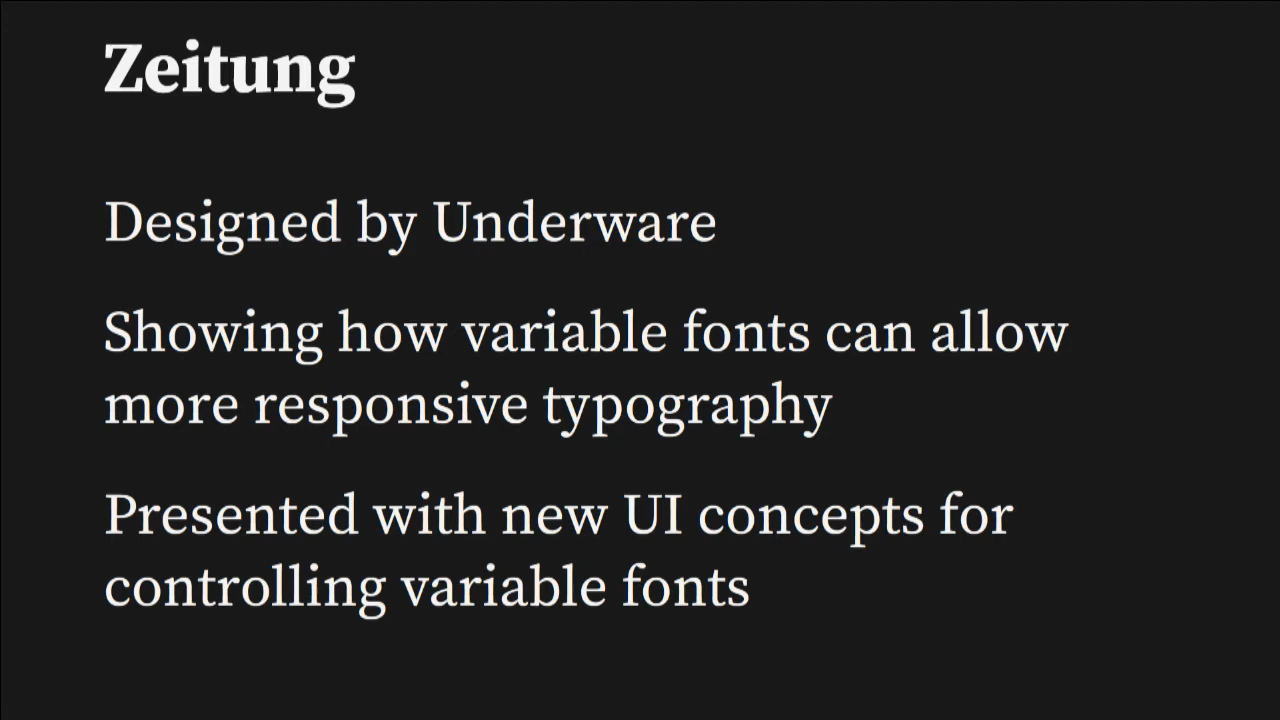 Zeitung
Designed by Underware
Showing how variable fonts can allow
more responsive typography
Presented with new UI concepts for
controlling variable fonts